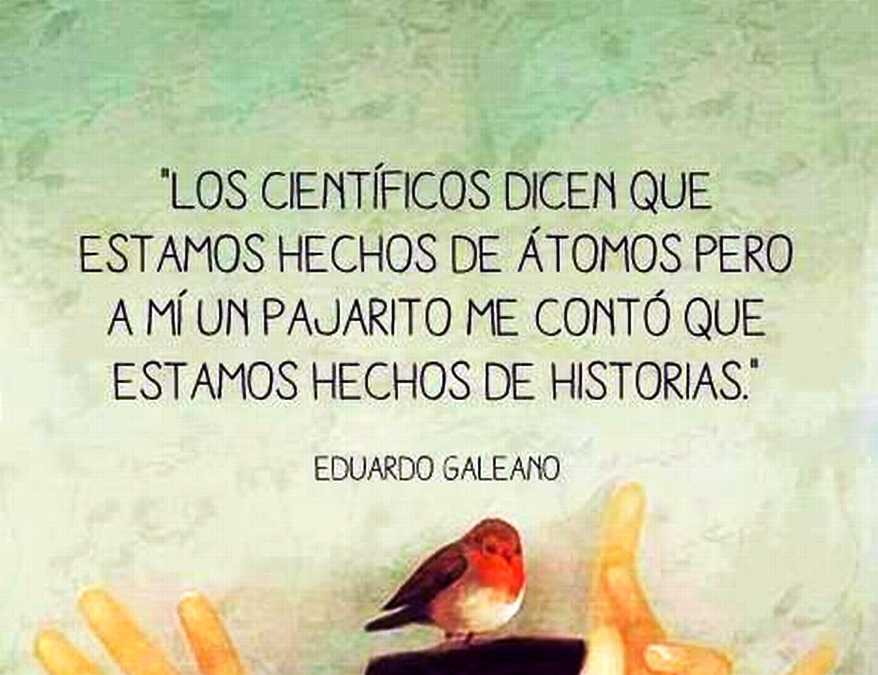 "LOS CIENTÍFICOS DICEN QUE
ESTAMOS HECHOS DE ÁTOMOS PERO
A MÍ UN PAJARITO ME CONTÓ QUE
ESTAMOS HECHOS DE HISTORIAS."
EDUARDO GALEANO